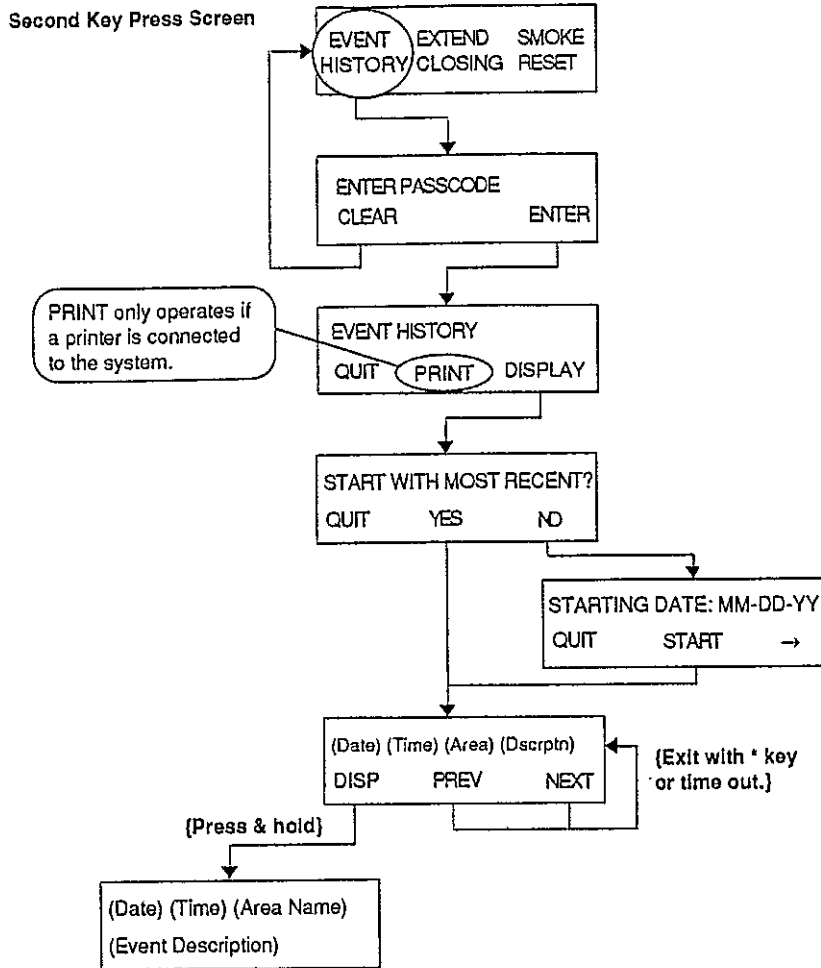 Second Key Press Screen
EVENT EXTEND SMOKE
HISTORY CLOSING RESET
ENTER PASSCODE
CLEAR ENTER
PRINT only operates if
a printer is connected
to the system.
EVENT HISTORY
QUIT PRINT DISPLAY
START WITH MOST RECENT?
QUIT YES NO
STARTING DATE: MM-DD-YY
QUIT START →
(Date) (Time) (Area) (Dscrptn)
DISP PREV NEXT
{Exit with * key
or time out.}
{Press & hold}
(Date) (Time) (Area Name)
(Event Description)